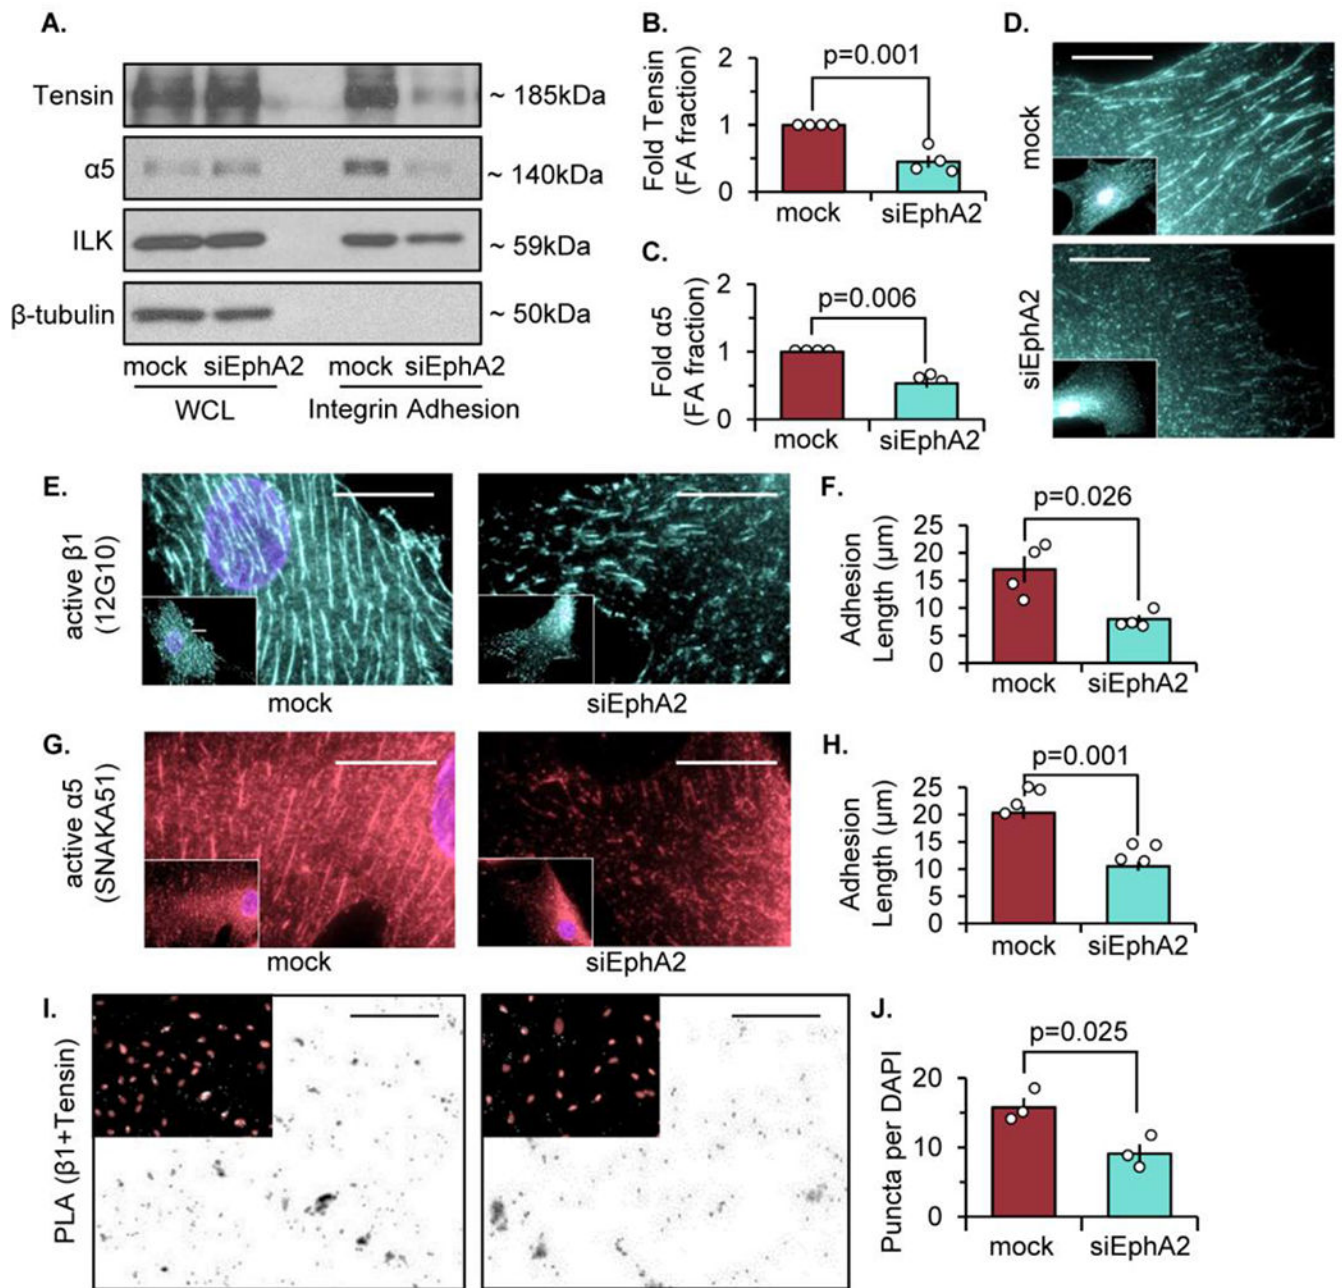 A.
Tensin
~ 185kDa
α5
~ 140kDa
ILK
~ 59kDa
β-tubulin
~ 50kDa
mock siEphA2 mock siEphA2
WCL Integrin Adhesion
B.
Fold Tensin
(FA fraction)
2
1
0
p=0.001
mock siEphA2
C.
Fold α5
(FA fraction)
2
1
0
p=0.006
mock siEphA2
D.
mock
siEphA2
E.
active β1
(12G10)
mock siEphA2
F.
Adhesion
Length (μm)
25
20
15
10
5
0
p=0.026
mock siEphA2
G.
active α5
(SNAKA51)
mock siEphA2
H.
Adhesion
Length (μm)
25
20
15
10
5
0
p=0.001
mock siEphA2
I.
PLA (β1+Tensin)
J.
Puncta per DAPI
20
10
0
p=0.025
mock siEphA2